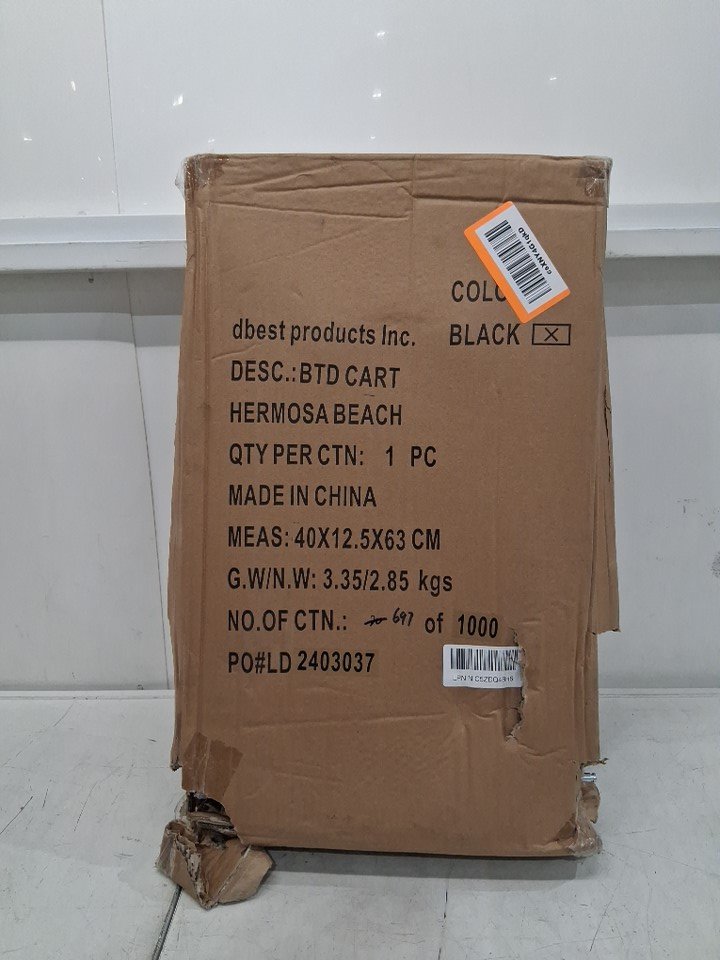 csXNY4G1qkD
COLO
dbest products Inc. BLACK
DESC.: BTD CART
HERMOSA BEACH
QTY PER CTN: 1 PC
MADE IN CHINA
MEAS: 40X12.5X63 CM
G.W/N.W: 3.35/2.85 kgs
NO.OF CTN.: 697 of 1000
PO#LD 2403037